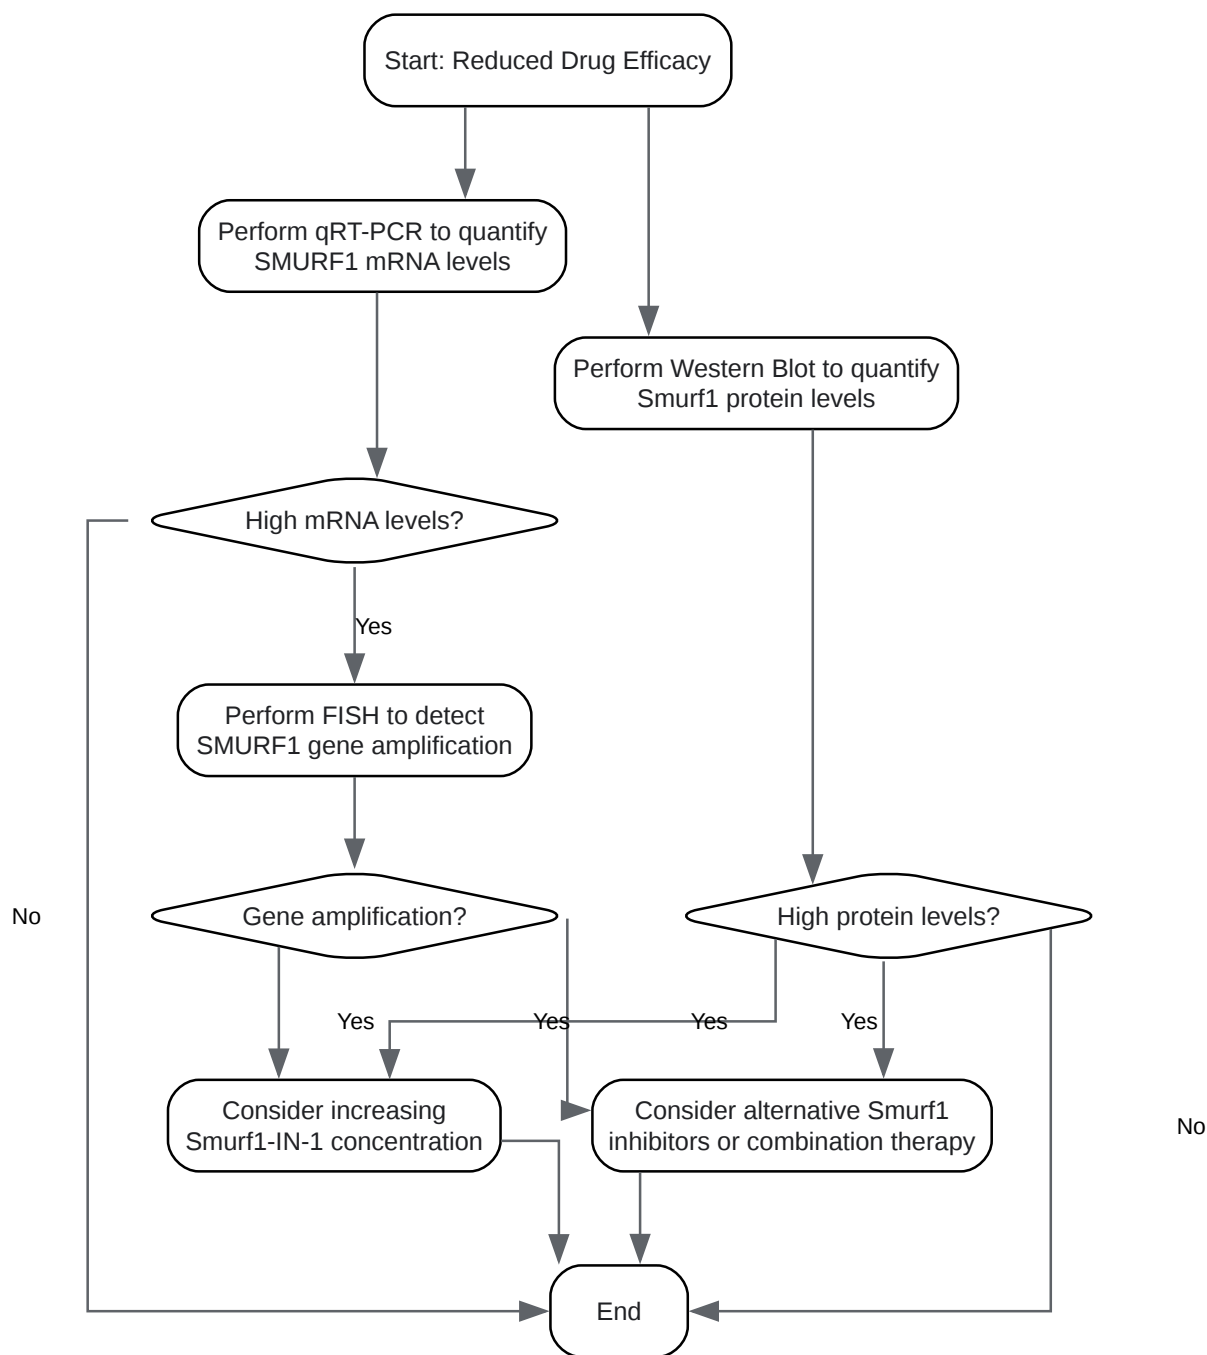 Start: Reduced Drug Efficacy
Perform qRT-PCR to quantify
SMURF1 mRNA levels
Perform Western Blot to quantify
Smurf1 protein levels
High mRNA levels?
Yes
Perform FISH to detect
SMURF1 gene amplification
No
Gene amplification?
High protein levels?
Yes
Yes
Yes
Yes
Consider increasing
Smurf1-IN-1 concentration
Consider alternative Smurf1
inhibitors or combination therapy
No
End